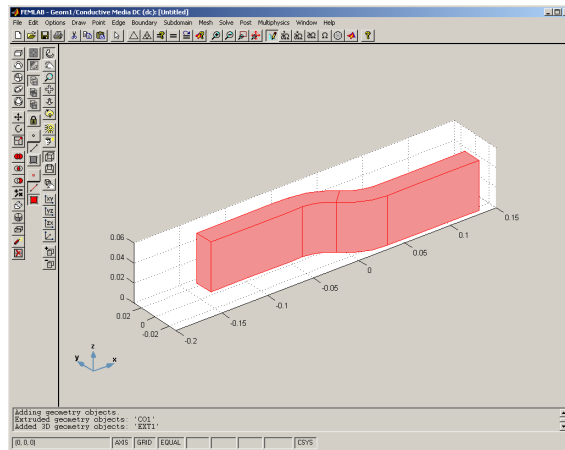 FEMLAB - Geom1/Conductive Media DC (dc): [Untitled]
File Edit Options Draw Point Edge Boundary Subdomain Mesh Solve Post Multiphysics Window Help
0.06
0.04
0.02
0
0.02
0
-0.02
-0.2
-0.15
-0.1
-0.05
0
0.05
0.1
0.15
z
y
x
Adding geometry objects.
Extruded geometry objects: 'CO1'
Added 3D geometry objects: 'EXT1'
(0, 0, 0) AXIS GRID EQUAL CSYS